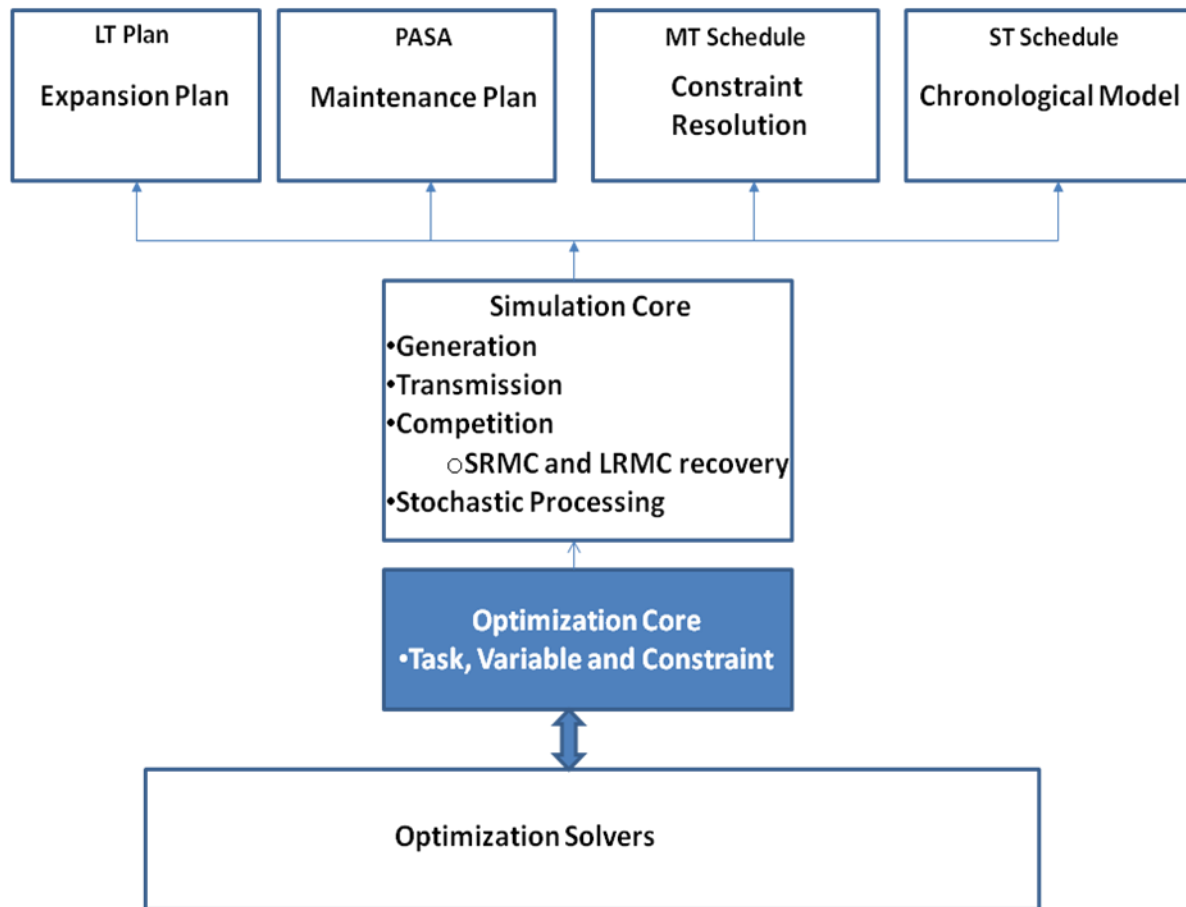 LT Plan
Expansion Plan
PASA
Maintenance Plan
MT Schedule
Constraint
Resolution
ST Schedule
Chronological Model
Simulation Core
•Generation
•Transmission
•Competition
○SRMC and LRMC recovery
•Stochastic Processing
Optimization Core
•Task, Variable and Constraint
Optimization Solvers